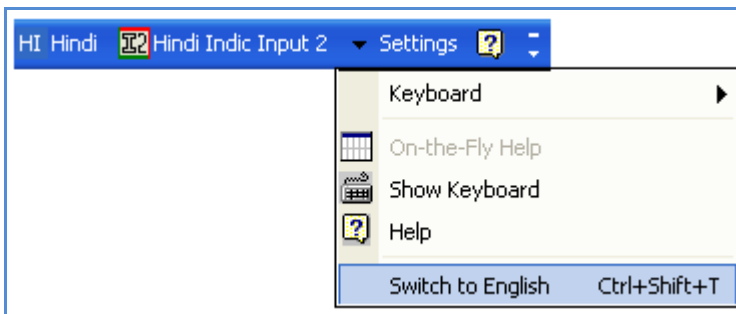 HI Hindi I2 Hindi Indic Input 2 Settings ?
Keyboard
On-the-Fly Help
Show Keyboard
? Help
Switch to English Ctrl+Shift+T